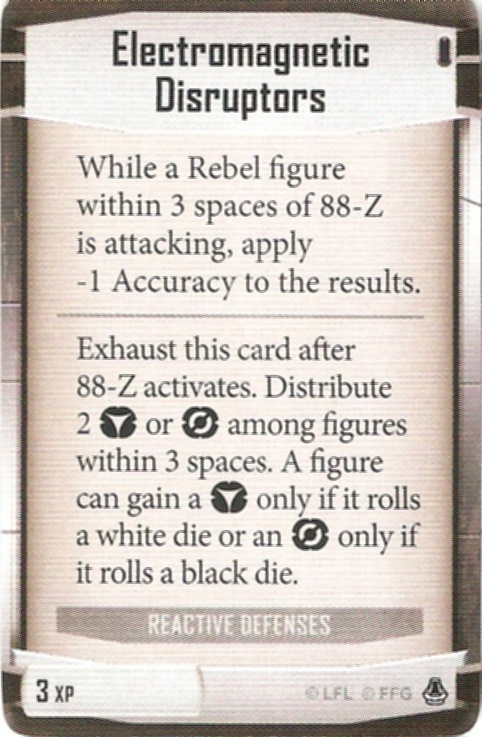 Electromagnetic
Disruptors
While a Rebel figure
within 3 spaces of 88-Z
is attacking, apply
-1 Accuracy to the results.
Exhaust this card after
88-Z activates. Distribute
2 or among figures
within 3 spaces. A figure
can gain a only if it rolls
a white die or an only if
it rolls a black die.
REACTIVE DEFENSES
3 XP
© LFL © FFG